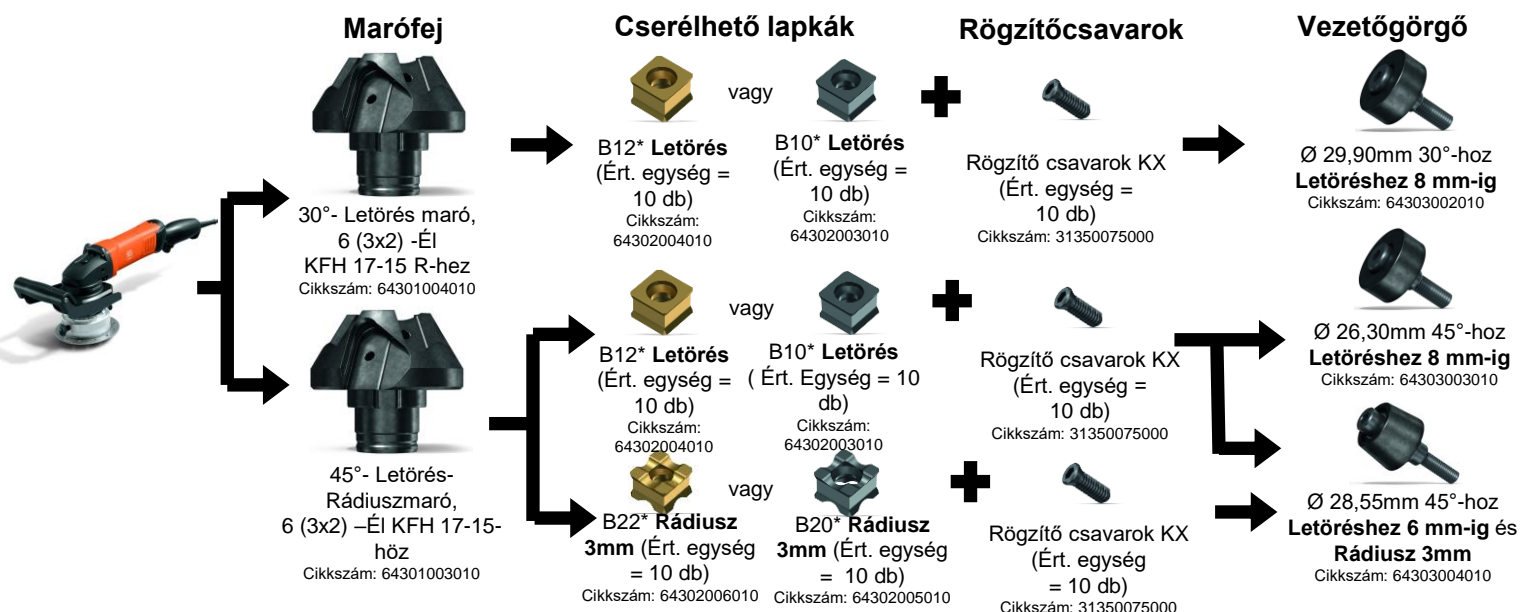 Marófej
Cserélhető lapkák
Rögzítőcsavarok
Vezetőgörgő
30°- Letörés maró,
6 (3x2) -Él
KFH 17-15 R-hez
Cikkszám: 64301004010
B12* Letörés
(Ért. egység =
10 db)
Cikkszám:
64302004010
vagy
B10* Letörés
(Ért. egység =
10 db)
Cikkszám:
64302003010
Rögzítő csavarok KX
(Ért. egység =
10 db)
Cikkszám: 31350075000
Ø 29,90mm 30°-hoz
Letöréshez 8 mm-ig
Cikkszám: 64303002010
45°- Letörés-
Rádiuszmaró,
6 (3x2) –Él KFH 17-15-
höz
Cikkszám: 64301003010
B12* Letörés
(Ért. egység =
10 db)
Cikkszám:
64302004010
vagy
B10* Letörés
( Ért. Egység = 10
db)
Cikkszám:
64302003010
Rögzítő csavarok KX
(Ért. egység =
10 db)
Cikkszám: 31350075000
Ø 26,30mm 45°-hoz
Letöréshez 8 mm-ig
Cikkszám: 64303003010
B22* Rádiusz
3mm (Ért. egység
= 10 db)
Cikkszám: 64302006010
vagy
B20* Rádiusz
3mm (Ért. egység
= 10 db)
Cikkszám: 64302005010
Rögzítő csavarok KX
(Ért. egység
= 10 db)
Cikkszám: 31350075000
Ø 28,55mm 45°-hoz
Letöréshez 6 mm-ig és
Rádiusz 3mm
Cikkszám: 64303004010